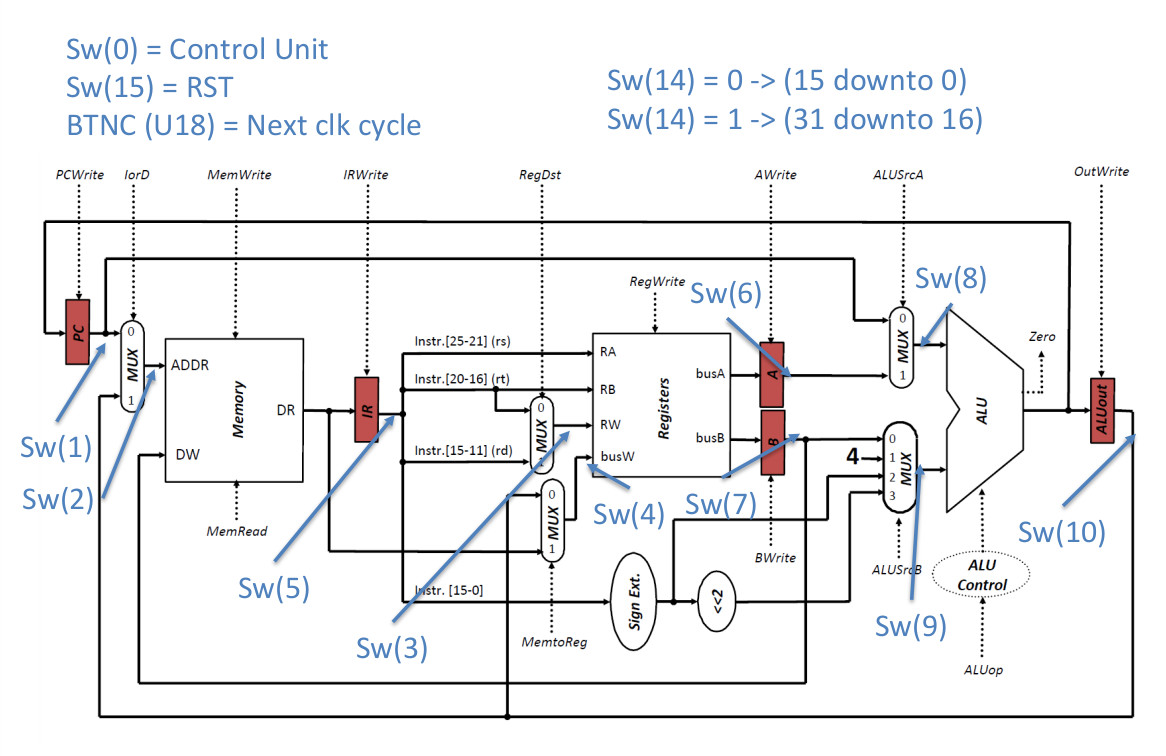 Sw(0) = Control Unit
Sw(15) = RST
BTNC (U18) = Next clk cycle
Sw(14) = 0 -> (15 downto 0)
Sw(14) = 1 -> (31 downto 16)
PCWrite
IorD
MemWrite
IRWrite
RegDst
AWrite
ALUSrcA
OutWrite
RegWrite
Sw(6)
Sw(8)
PC
0
MUX
1
ADDR
Memory
DR
DW
IR
Instr.[25-21] (rs)
Instr.[20-16] (rt)
Instr.[15-11] (rd)
0
MUX
1
RA
RB
RW
busW
Registers
busA
busB
A
B
0
MUX
1
Zero
ALU
ALUout
4
0
1
2
3
MUX
0
MUX
1
Sw(1)
Sw(2)
Sw(4)
Sw(7)
Sw(10)
MemRead
BWrite
ALUSrcB
ALU
Control
Sw(5)
Instr. [15-0]
Sign Ext.
<<2
Sw(3)
MemtoReg
Sw(9)
ALUop